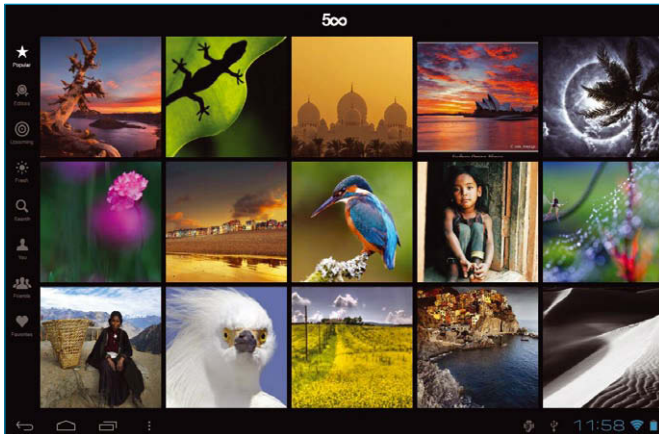 500
Popular
Editors
Upcoming
Fresh
Search
You
Friends
Favorites
11:58